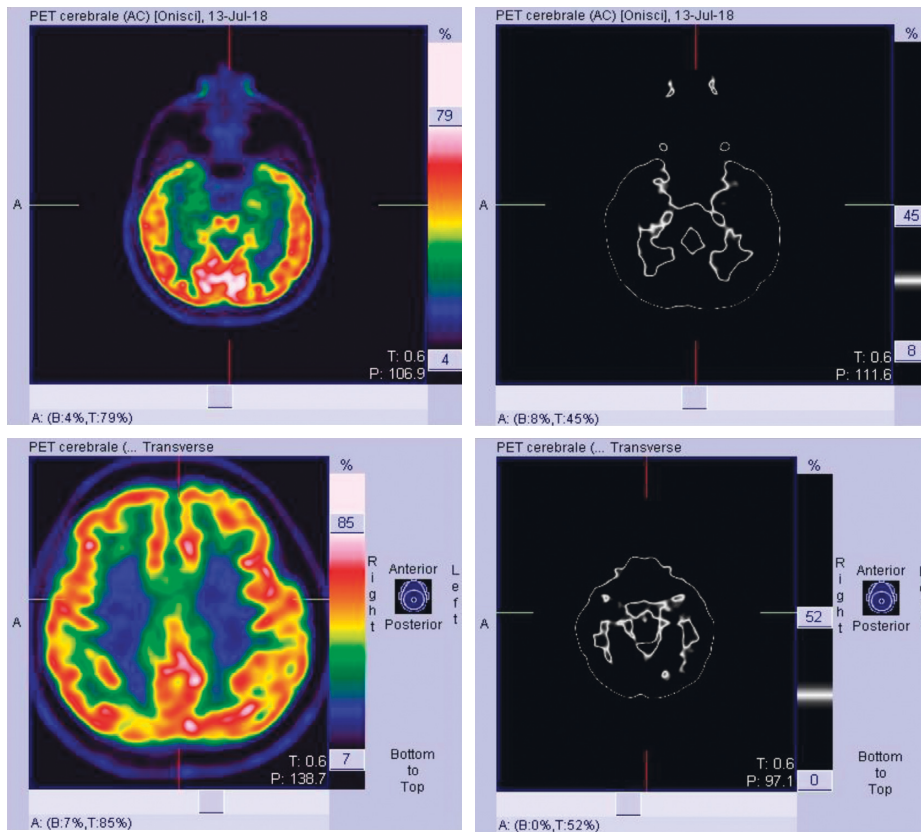 PET cerebrale (AC) [Onisci], 13-Jul-18
%
79
A
4
T: 0.6
P: 106.9
A: (B:4%,T:79%)
PET cerebrale (AC) [Onisci], 13-Jul-18
%
A
45
8
T: 0.6
P: 111.6
A: (B:8%,T:45%)
PET cerebrale (... Transverse
%
85
Right
Anterior
Left
A
Posterior
T: 0.6
P: 138.7
7
Bottom
to
Top
A: (B:7%,T:85%)
PET cerebrale (... Transverse
%
Right
Anterior
A
52
Posterior
T: 0.6
P: 97.1
0
Bottom
to
Top
A: (B:0%,T:52%)